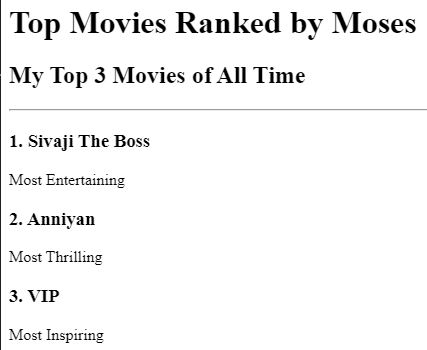 Top Movies Ranked by Moses
My Top 3 Movies of All Time
1. Sivaji The Boss
Most Entertaining
2. Anniyan
Most Thrilling
3. VIP
Most Inspiring